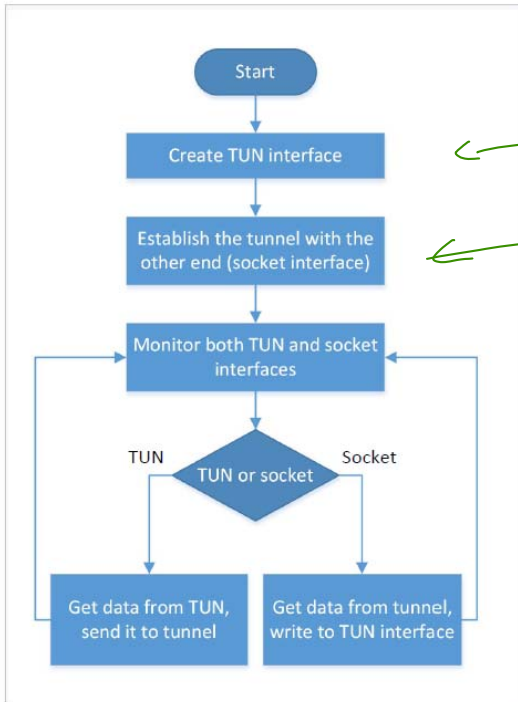 Start
Create TUN interface
Establish the tunnel with the
other end (socket interface)
Monitor both TUN and socket
interfaces
TUN
Socket
TUN or socket
Get data from TUN,
send it to tunnel
Get data from tunnel,
write to TUN interface